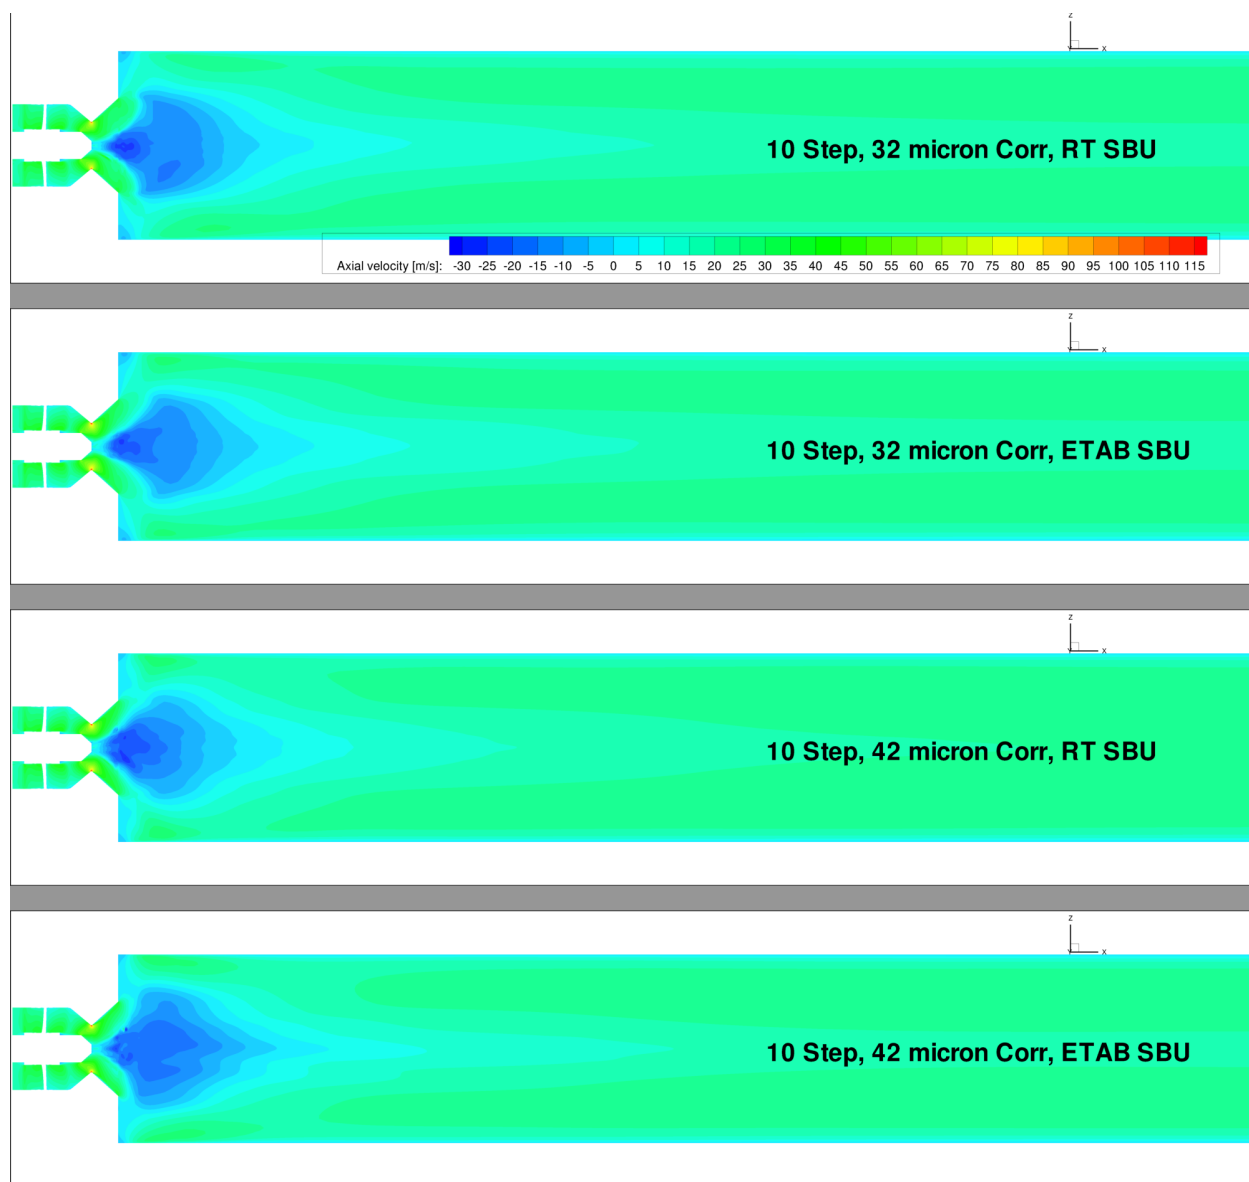 Z
Y X
10 Step, 32 micron Corr, RT SBU
Axial velocity [m/s]: -30 -25 -20 -15 -10 -5 0 5 10 15 20 25 30 35 40 45 50 55 60 65 70 75 80 85 90 95 100 105 110 115
Z
Y X
10 Step, 32 micron Corr, ETAB SBU
Z
Y X
10 Step, 42 micron Corr, RT SBU
Z
Y X
10 Step, 42 micron Corr, ETAB SBU